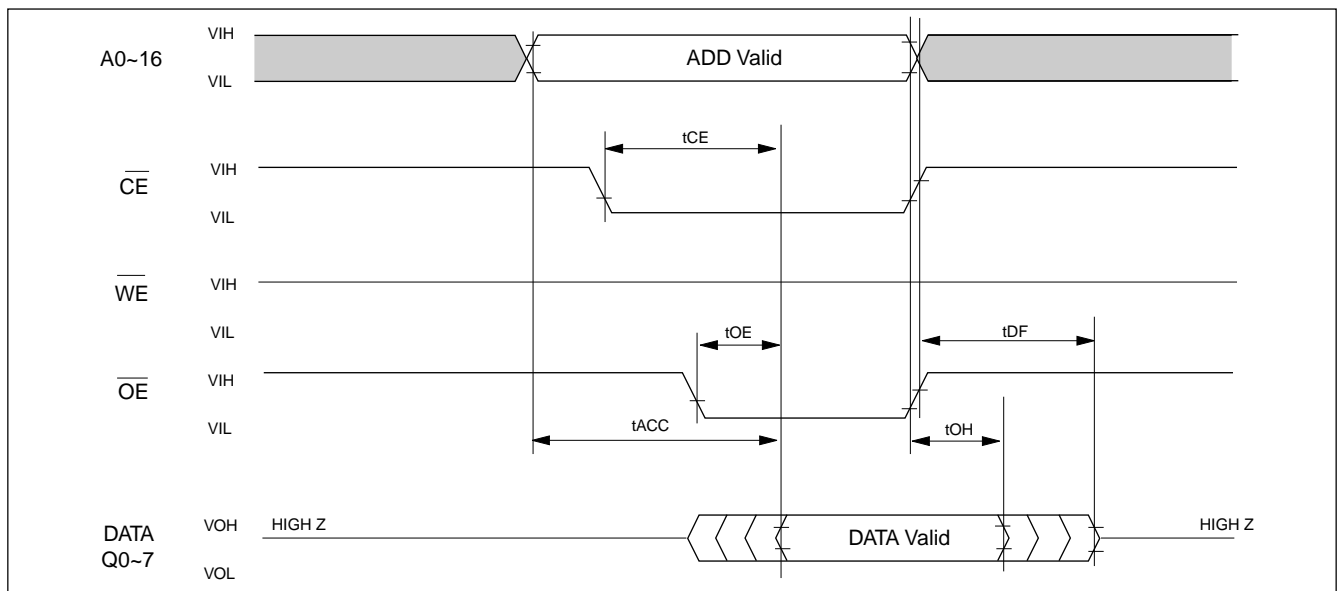 A0~16
VIH
VIL
ADD Valid
tCE
CE
VIH
VIL
WE
VIH
VIL
tOE
tDF
OE
VIH
VIL
tACC
tOH
DATA
Q0~7
VOH
VOL
HIGH Z
DATA Valid
HIGH Z